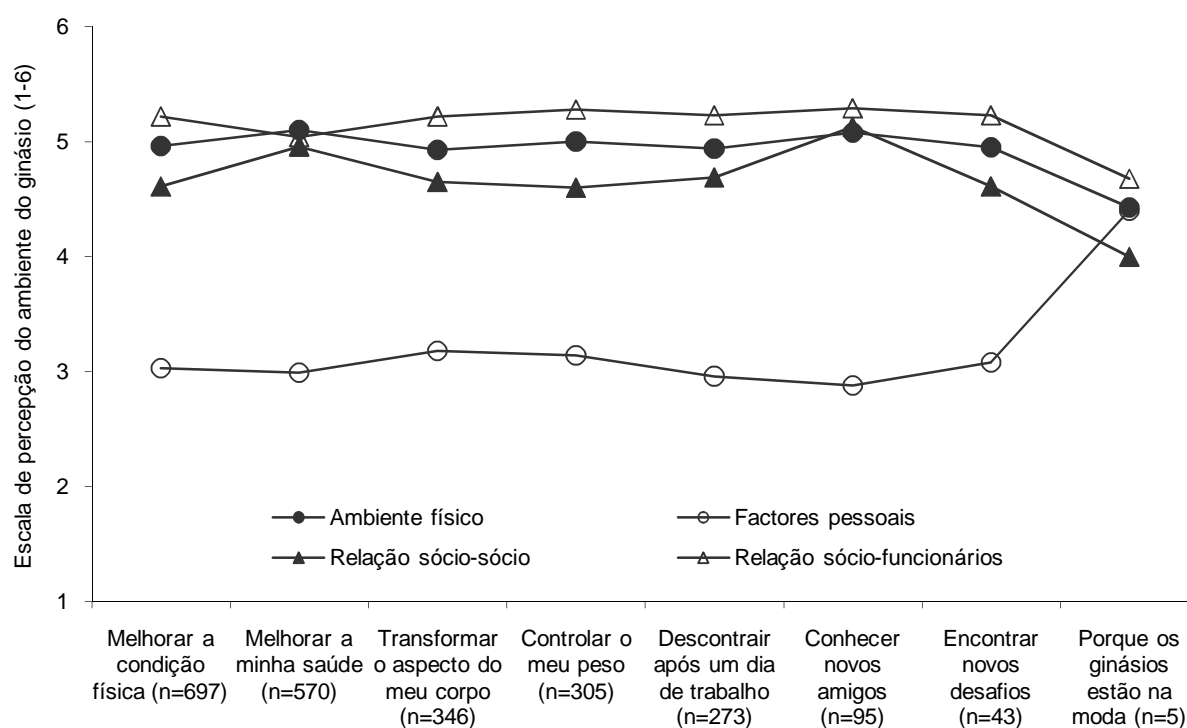 Escala de percepção do ambiente do ginásio (1-6)
6
5
4
3
2
1
Ambiente físico
Factores pessoais
Relação sócio-sócio
Relação sócio-funcionários
Melhorar a
condição
física (n=697)
Melhorar a
minha saúde
(n=570)
Transformar
o aspecto do
meu corpo
(n=346)
Controlar o
meu peso
(n=305)
Descontrair
após um dia
de trabalho
(n=273)
Conhecer
novos
amigos
(n=95)
Encontrar
novos
desafios
(n=43)
Porque os
ginásios
estão na
moda (n=5)